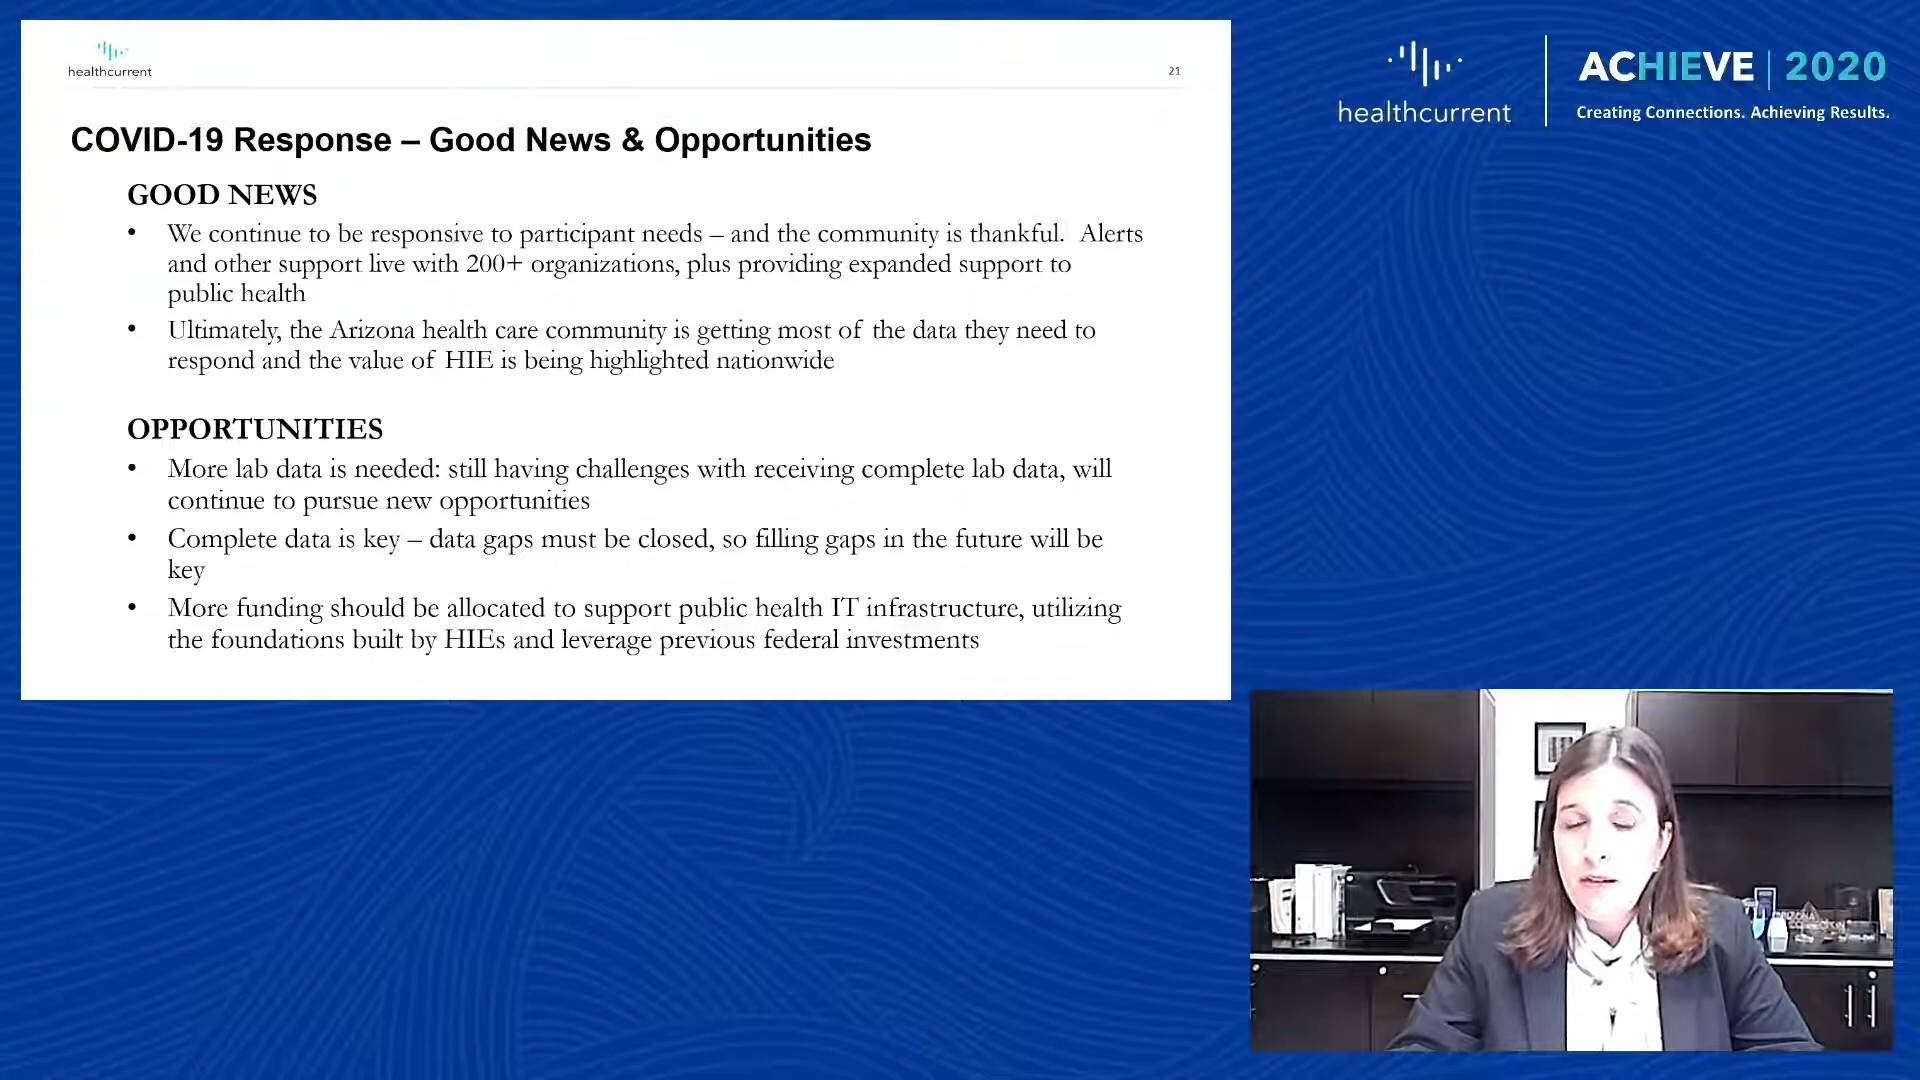 healthcurrent
21
COVID-19 Response – Good News & Opportunities
GOOD NEWS
• We continue to be responsive to participant needs – and the community is thankful.  Alerts
and other support live with 200+ organizations, plus providing expanded support to
public health
• Ultimately, the Arizona health care community is getting most of the data they need to
respond and the value of HIE is being highlighted nationwide
OPPORTUNITIES
• More lab data is needed: still having challenges with receiving complete lab data, will
continue to pursue new opportunities
• Complete data is key – data gaps must be closed, so filling gaps in the future will be
key
• More funding should be allocated to support public health IT infrastructure, utilizing
the foundations built by HIEs and leverage previous federal investments
healthcurrent
ACHIEVE | 2020
Creating Connections. Achieving Results.